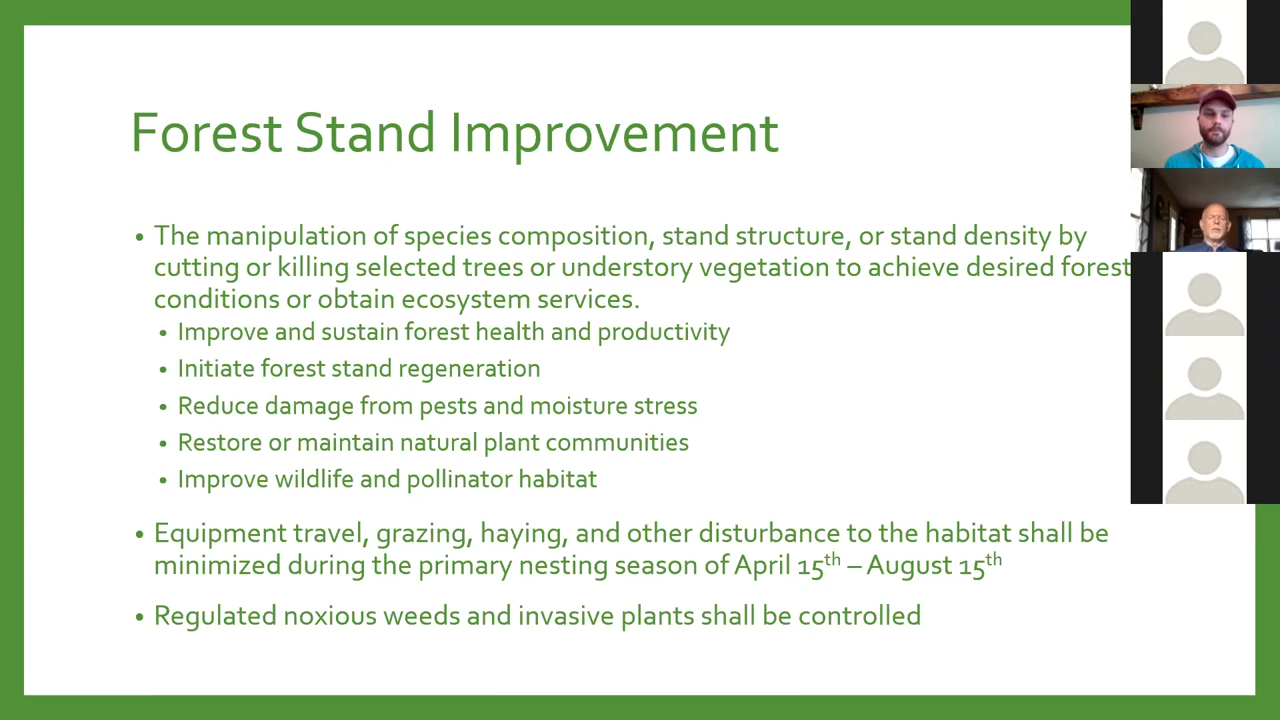 Forest Stand Improvement
• The manipulation of species composition, stand structure, or stand density by
cutting or killing selected trees or understory vegetation to achieve desired forest
conditions or obtain ecosystem services.
• Improve and sustain forest health and productivity
• Initiate forest stand regeneration
• Reduce damage from pests and moisture stress
• Restore or maintain natural plant communities
• Improve wildlife and pollinator habitat
• Equipment travel, grazing, haying, and other disturbance to the habitat shall be
minimized during the primary nesting season of April 15th – August 15th
• Regulated noxious weeds and invasive plants shall be controlled